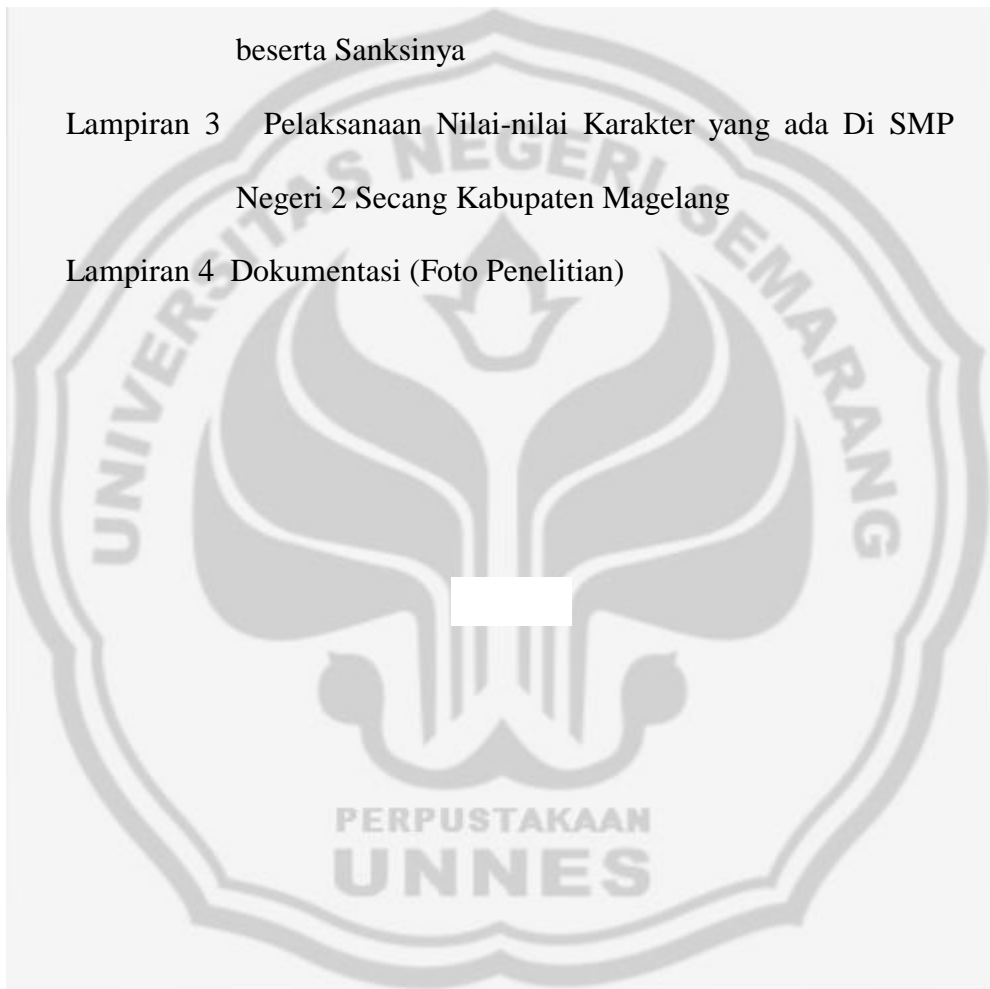 beserta Sanksinya
Lampiran 3 Pelaksanaan Nilai-nilai Karakter yang ada Di SMP
Negeri 2 Secang Kabupaten Magelang
Lampiran 4 Dokumentasi (Foto Penelitian)
UNIVERSITAS NEGERI SEMARANG
PERPUSTAKAAN
UNNES